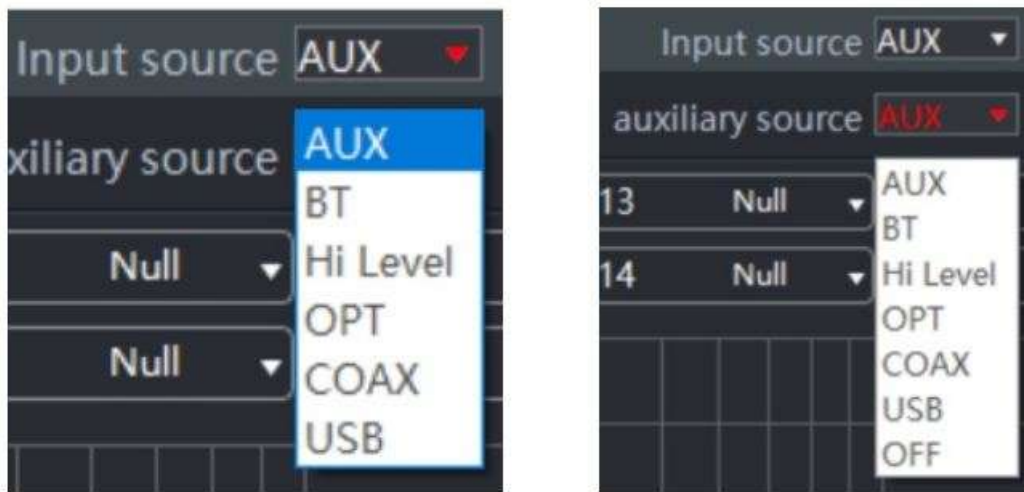 Input source AUX
xiliary source
AUX
BT
Null
Hi Level
OPT
Null
COAX
USB
Input source AUX
auxiliary source AUX
13 Null
14 Null
AUX
BT
Hi Level
OPT
COAX
USB
OFF